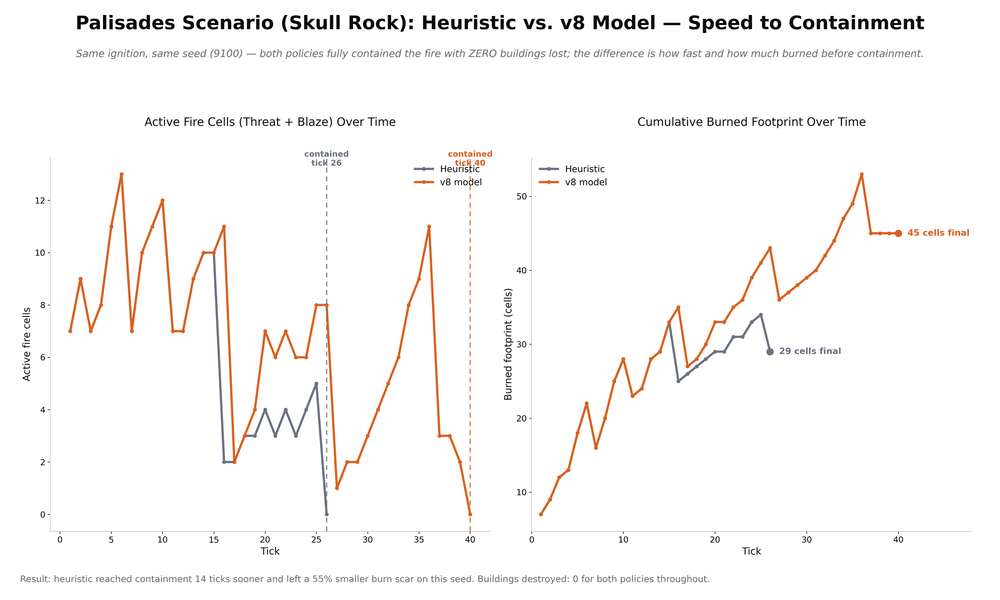 Palisades Scenario (Skull Rock): Heuristic vs. v8 Model — Speed to Containment
Same ignition, same seed (9100) — both policies fully contained the fire with ZERO buildings lost; the difference is how fast and how much burned before containment.
Active Fire Cells (Threat + Blaze) Over Time
contained
tick 26
contained
tick 40
Heuristic
v8 model
12
10
8
6
4
2
0
Active fire cells
0 5 10 15 20 25 30 35 40
Tick
Cumulative Burned Footprint Over Time
Heuristic
v8 model
50
40
30
20
10
Burned footprint (cells)
45 cells final
29 cells final
0 10 20 30 40
Tick
Result: heuristic reached containment 14 ticks sooner and left a 55% smaller burn scar on this seed. Buildings destroyed: 0 for both policies throughout.